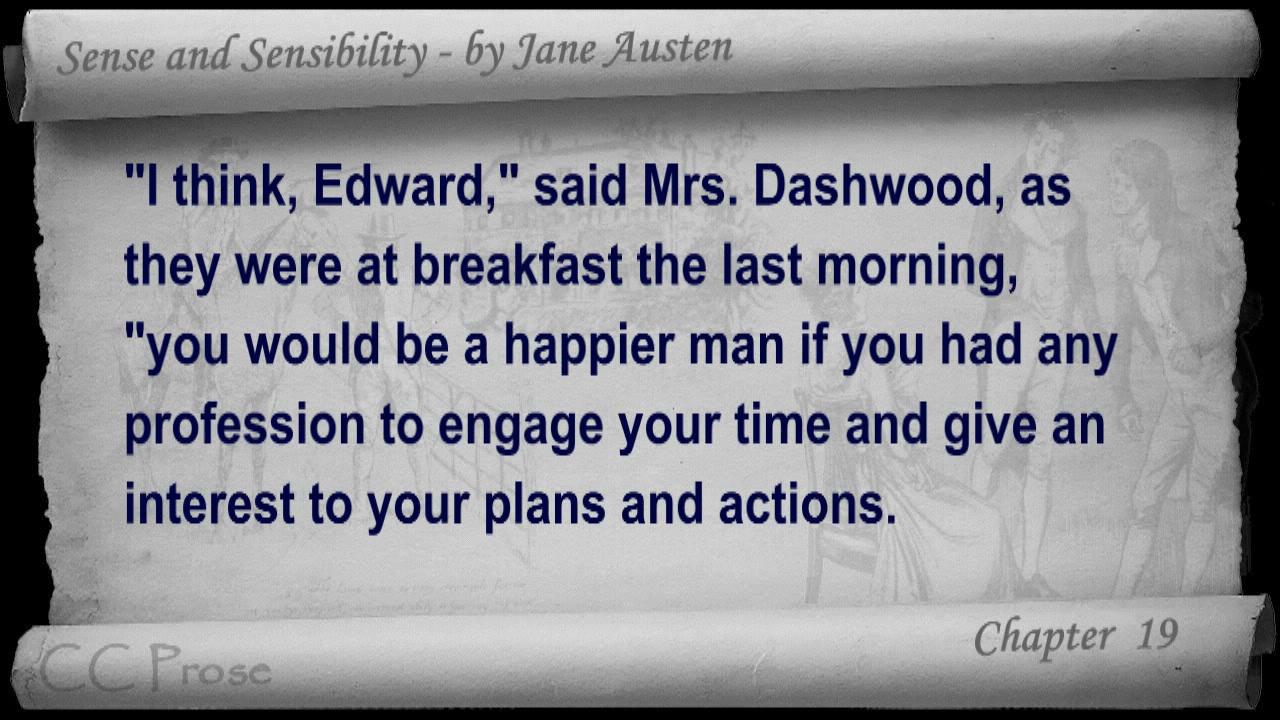 Sense and Sensibility - by Jane Austen
"I think, Edward," said Mrs. Dashwood, as
they were at breakfast the last morning,
"you would be a happier man if you had any
profession to engage your time and give an
interest to your plans and actions.
Chapter 19
CC Prose